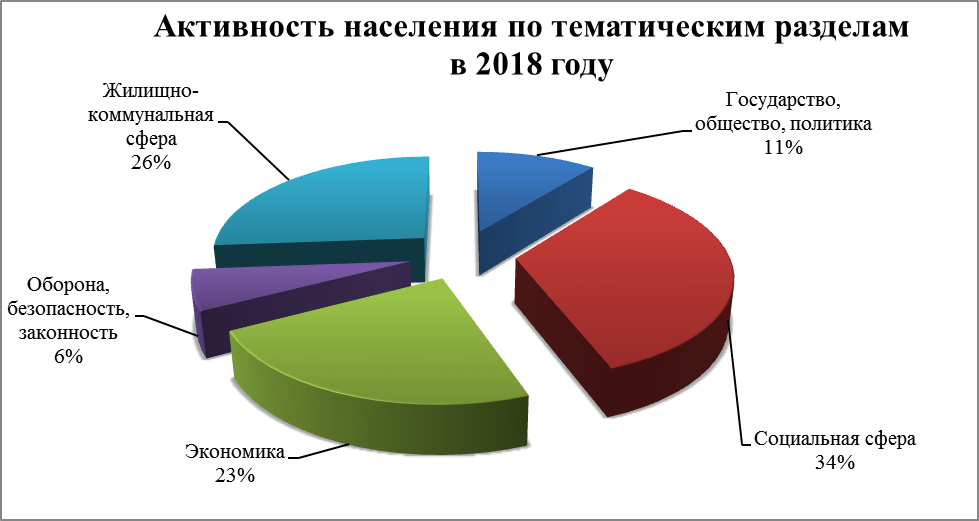 Активность населения по тематическим разделам
в 2018 году
Жилищно-
коммунальная
сфера
26%
Государство,
общество, политика
11%
Оборона,
безопасность,
законность
6%
Экономика
23%
Социальная сфера
34%